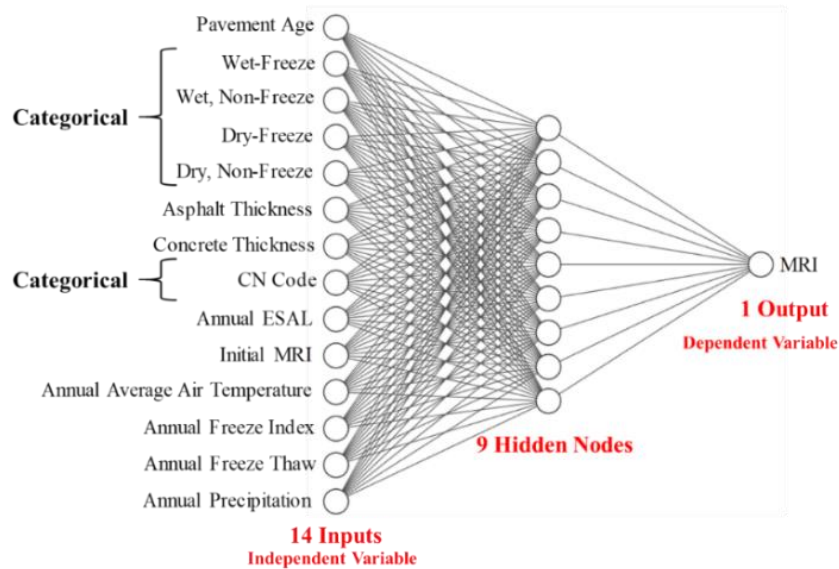 Pavement Age
Wet-Freeze
Wet, Non-Freeze
Categorical
Dry-Freeze
Dry, Non-Freeze
Asphalt Thickness
Concrete Thickness
Categorical
CN Code
Annual ESAL
Initial MRI
Annual Average Air Temperature
Annual Freeze Index
Annual Freeze Thaw
Annual Precipitation
14 Inputs
Independent Variable
9 Hidden Nodes
MRI
1 Output
Dependent Variable